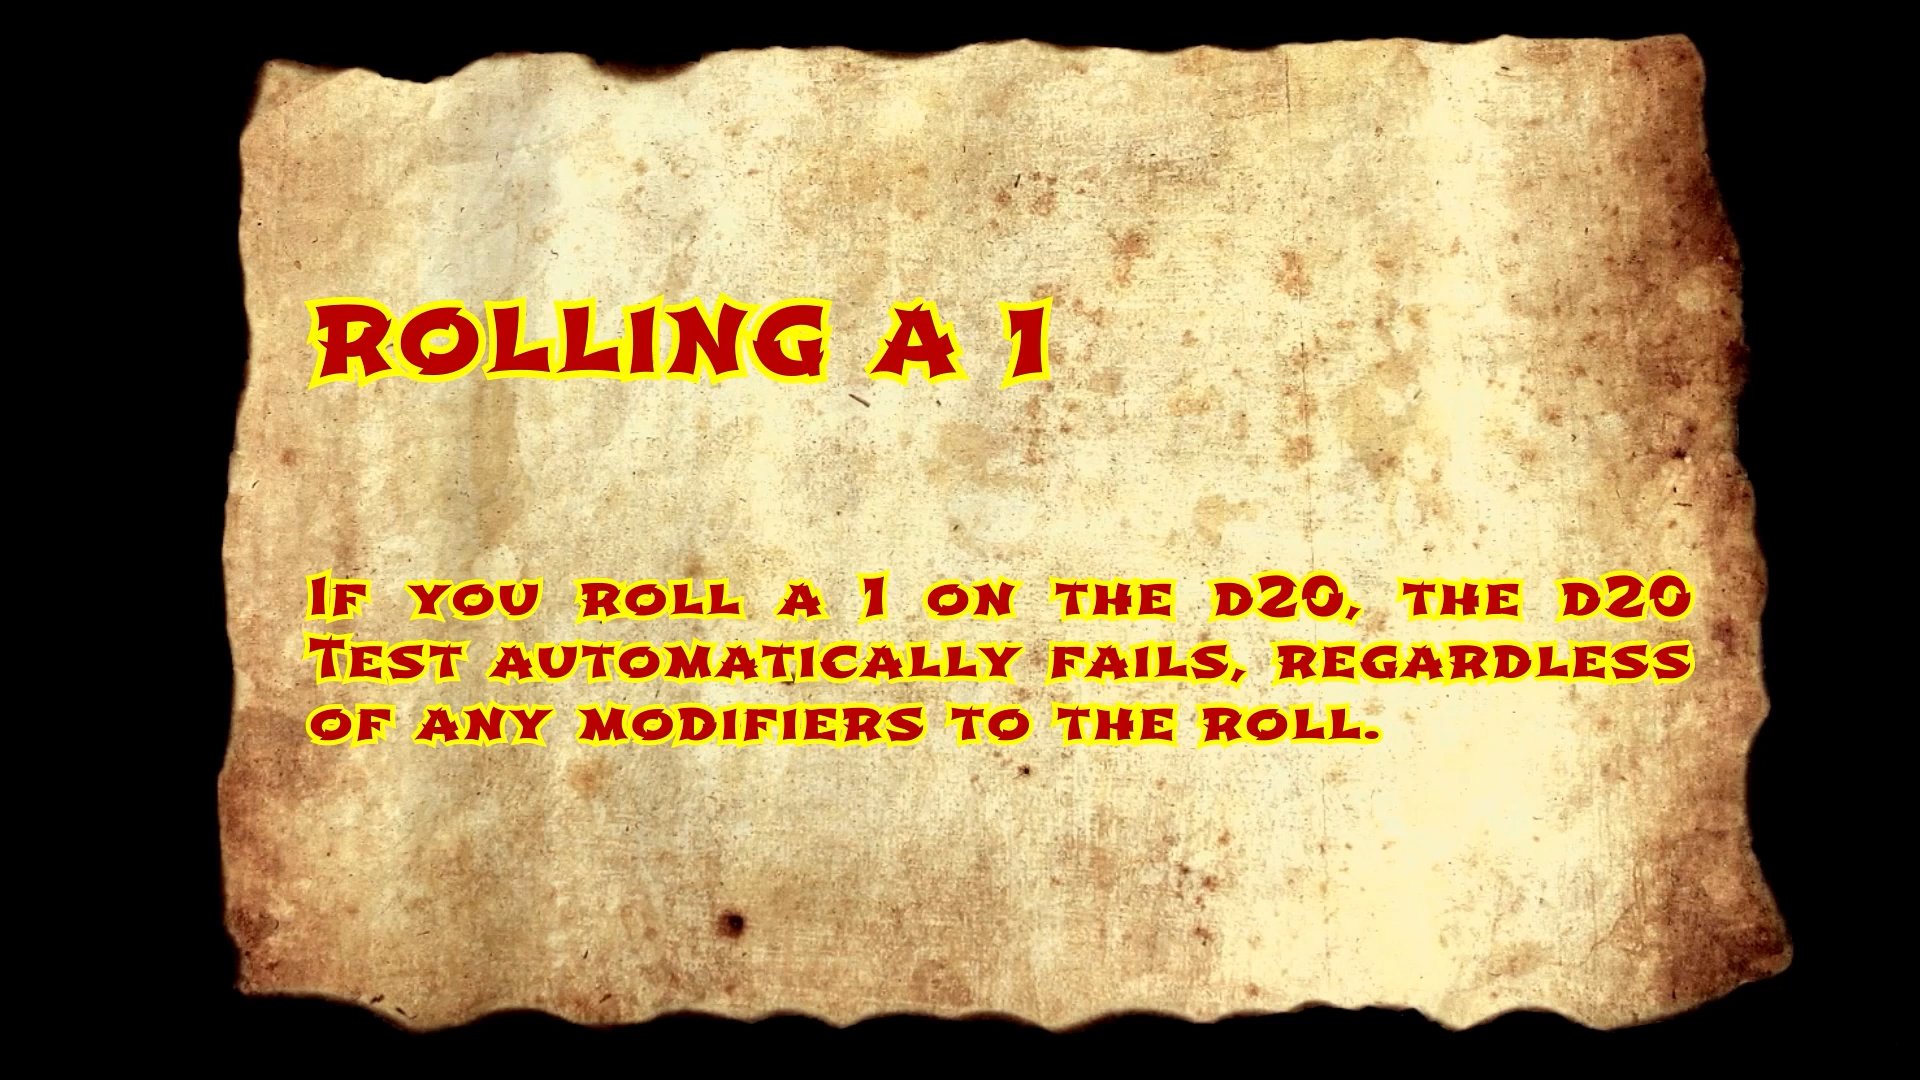 Rolling a 1
If you roll a 1 on the d20, the d20
Test automatically fails, regardless
of any modifiers to the roll.